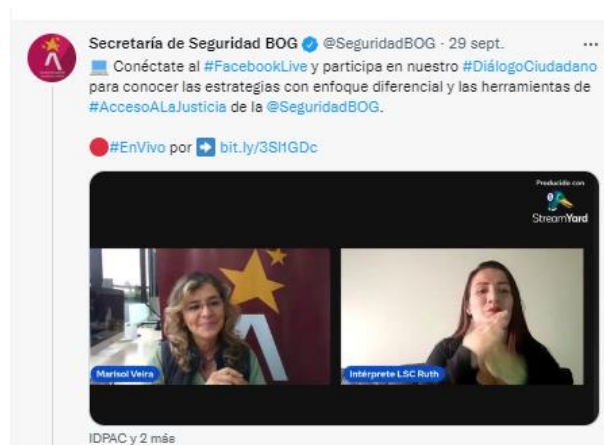 Secretaría de Seguridad BOG @SeguridadBOG · 29 sept.
Conéctate al #FacebookLive y participa en nuestro #DiálogoCiudadano
para conocer las estrategias con enfoque diferencial y las herramientas de
#AccesoALaJusticia de la @SeguridadBOG.
#EnVivo por bit.ly/3SI1GDc
Producido con
StreamYard
Marisol Veira
Intérprete LSC Ruth
IDPAC y 2 más